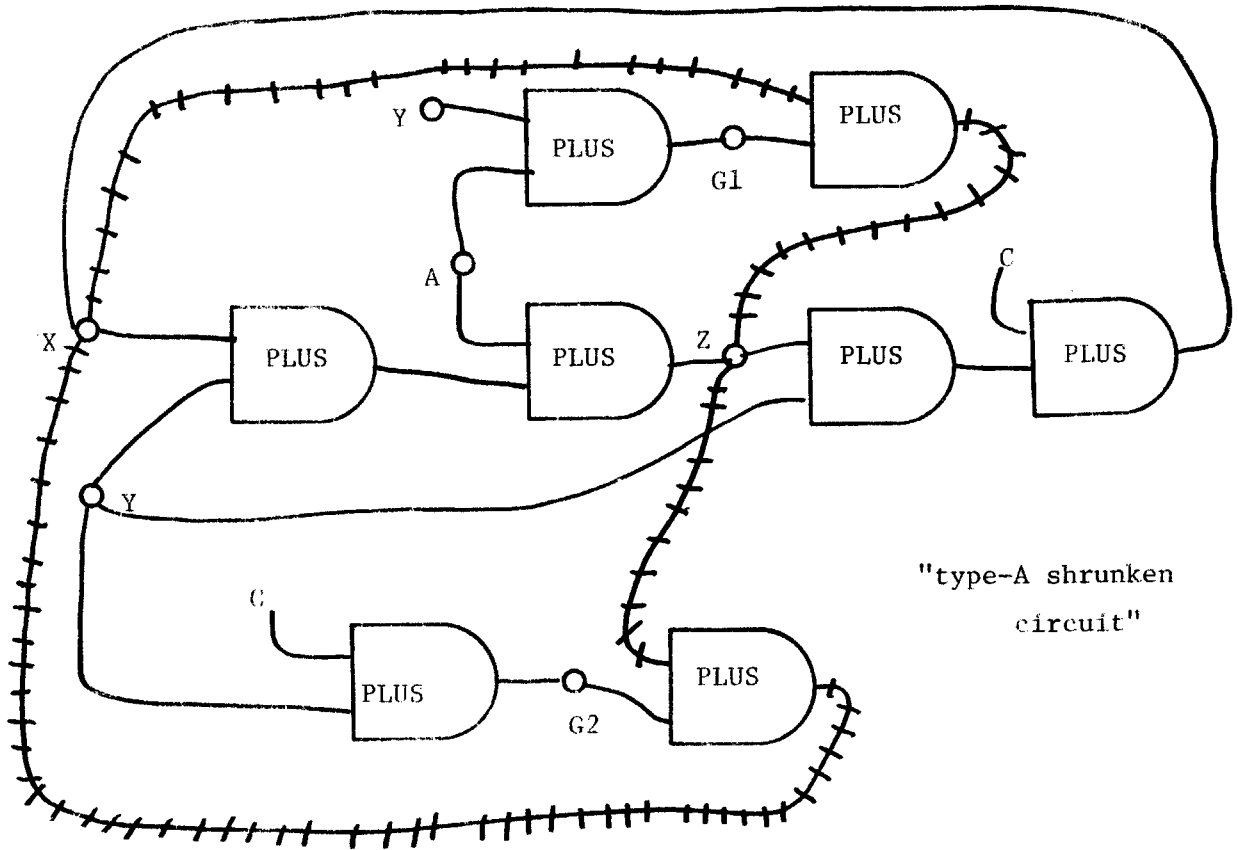 PLUS
Y
PLUS
G1
A
C
X
PLUS
PLUS
Z
PLUS
PLUS
Y
"type-A shrunken
circuit"
C
PLUS
PLUS
G2